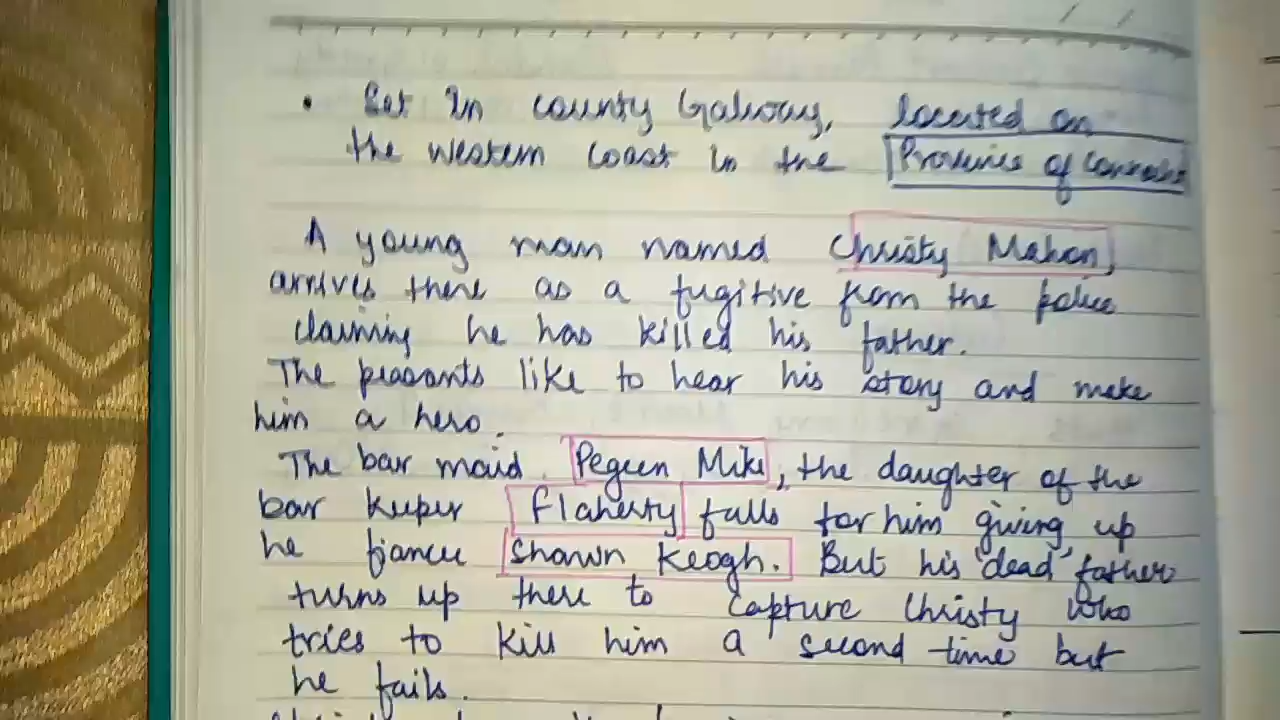 • Set In county Galway, located on
the western coast in the Province of Connacht
A young man named Christy Mahon,
arrives there as a fugitive from the police
claiming he has killed his father.
The peasants like to hear his story and make
him a hero.
The bar maid Pegeen Mike, the daughter of the
bar keeper Flaherty falls for him giving up
he fiancee Shawn Keogh. But his 'dead' father
turns up there to capture Christy who
tries to kill him a second time but
he fails.